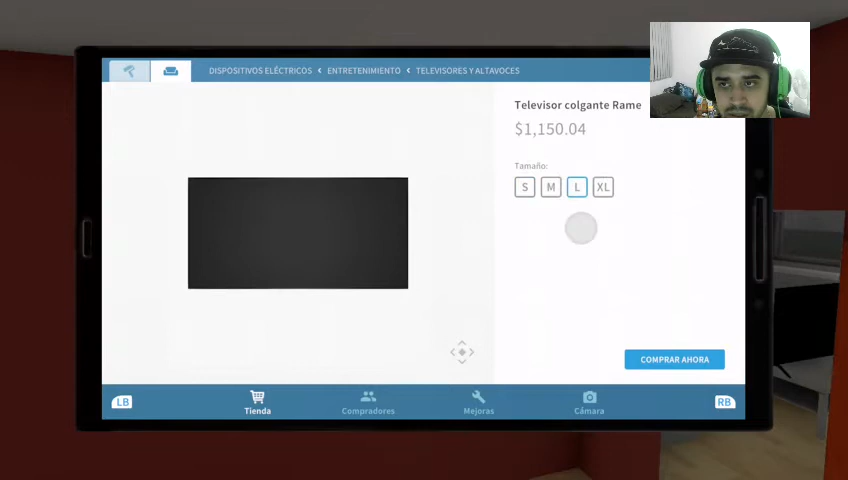 DISPOSITIVOS ELÉCTRICOS < ENTRETENIMIENTO < TELEVISORES Y ALTAVOCES
Televisor colgante Rame
$1,150.04
Tamaño:
S M L XL
COMPRAR AHORA
LB
Tienda
Compradores
Mejoras
Cámara
RB